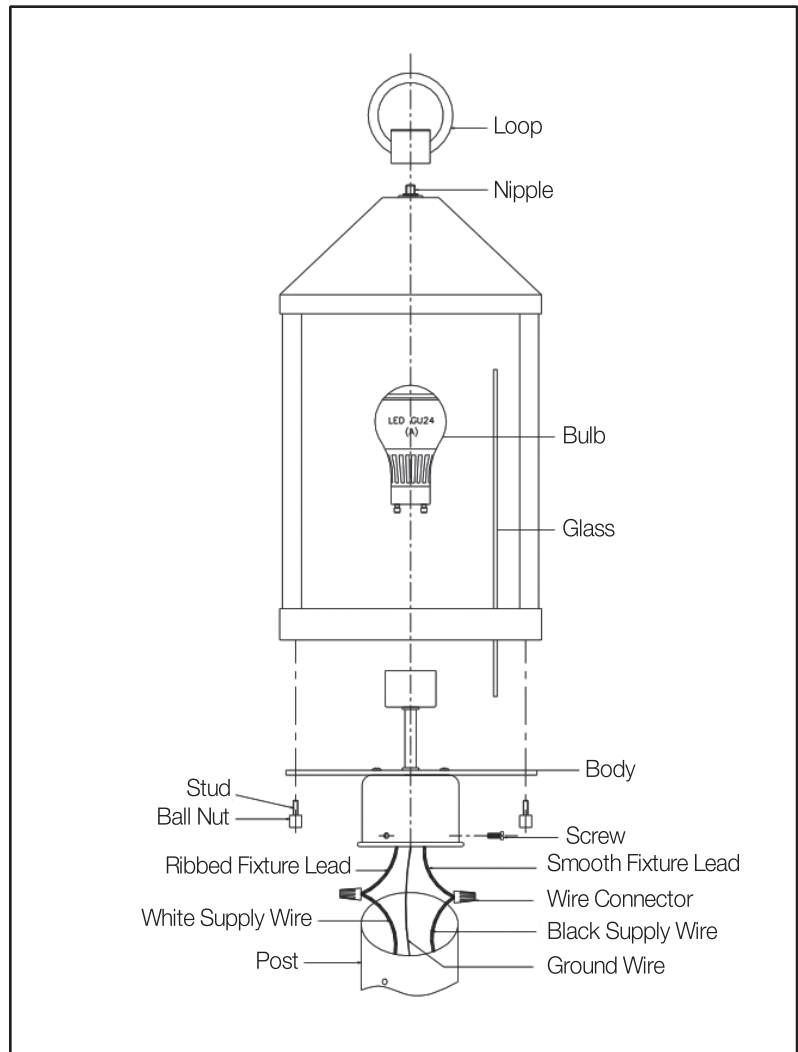 Loop
Nipple
LED GU24
(A)
Bulb
Glass
Body
Stud
Ball Nut
Screw
Ribbed Fixture Lead
Smooth Fixture Lead
Wire Connector
White Supply Wire
Black Supply Wire
Post
Ground Wire